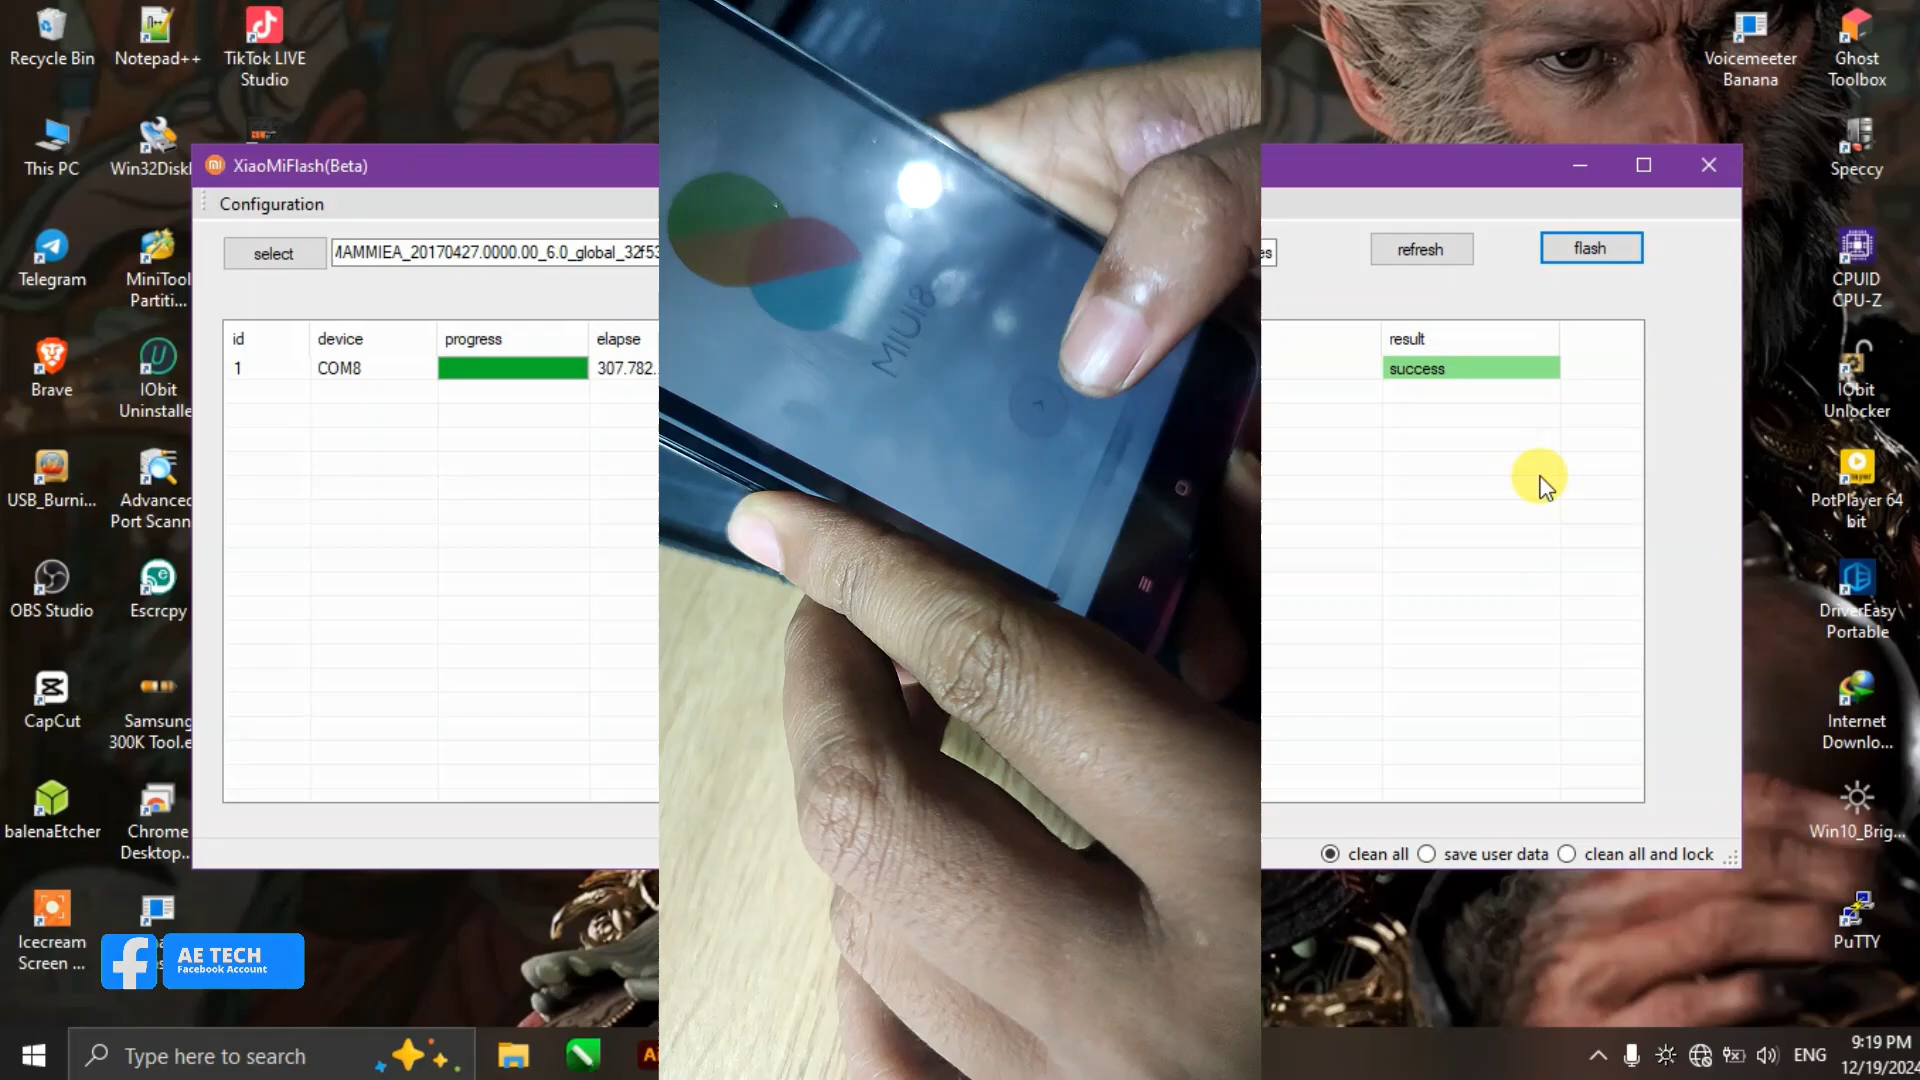 Recycle Bin
Notepad++
TikTok LIVE
Studio
This PC
Win32Disk
Telegram
MiniTool
Partiti...
Brave
IObit
Uninstalle
USB_Burni...
Advanced
Port Scann
OBS Studio
Escrcpy
CapCut
Samsung
300K Tool.e
balenaEtcher
Chrome
Desktop...
Icecream
Screen ...
XiaoMiFlash(Beta)
Configuration
select
MAMMIEA_20170427.0000.00_6.0_global_32f53
es
refresh
flash
id
device
progress
elapse
result
1
COM8
307.782..
success
clean all
save user data
clean all and lock
MIUI8
Voicemeeter
Banana
Ghost
Toolbox
Speccy
CPUID
CPU-Z
IObit
Unlocker
PotPlayer 64
bit
DriverEasy
Portable
Internet
Downlo...
Win10_Brig...
PuTTY
AE TECH
Facebook Account
Type here to search
Ai
ENG
9:19 PM
12/19/2024